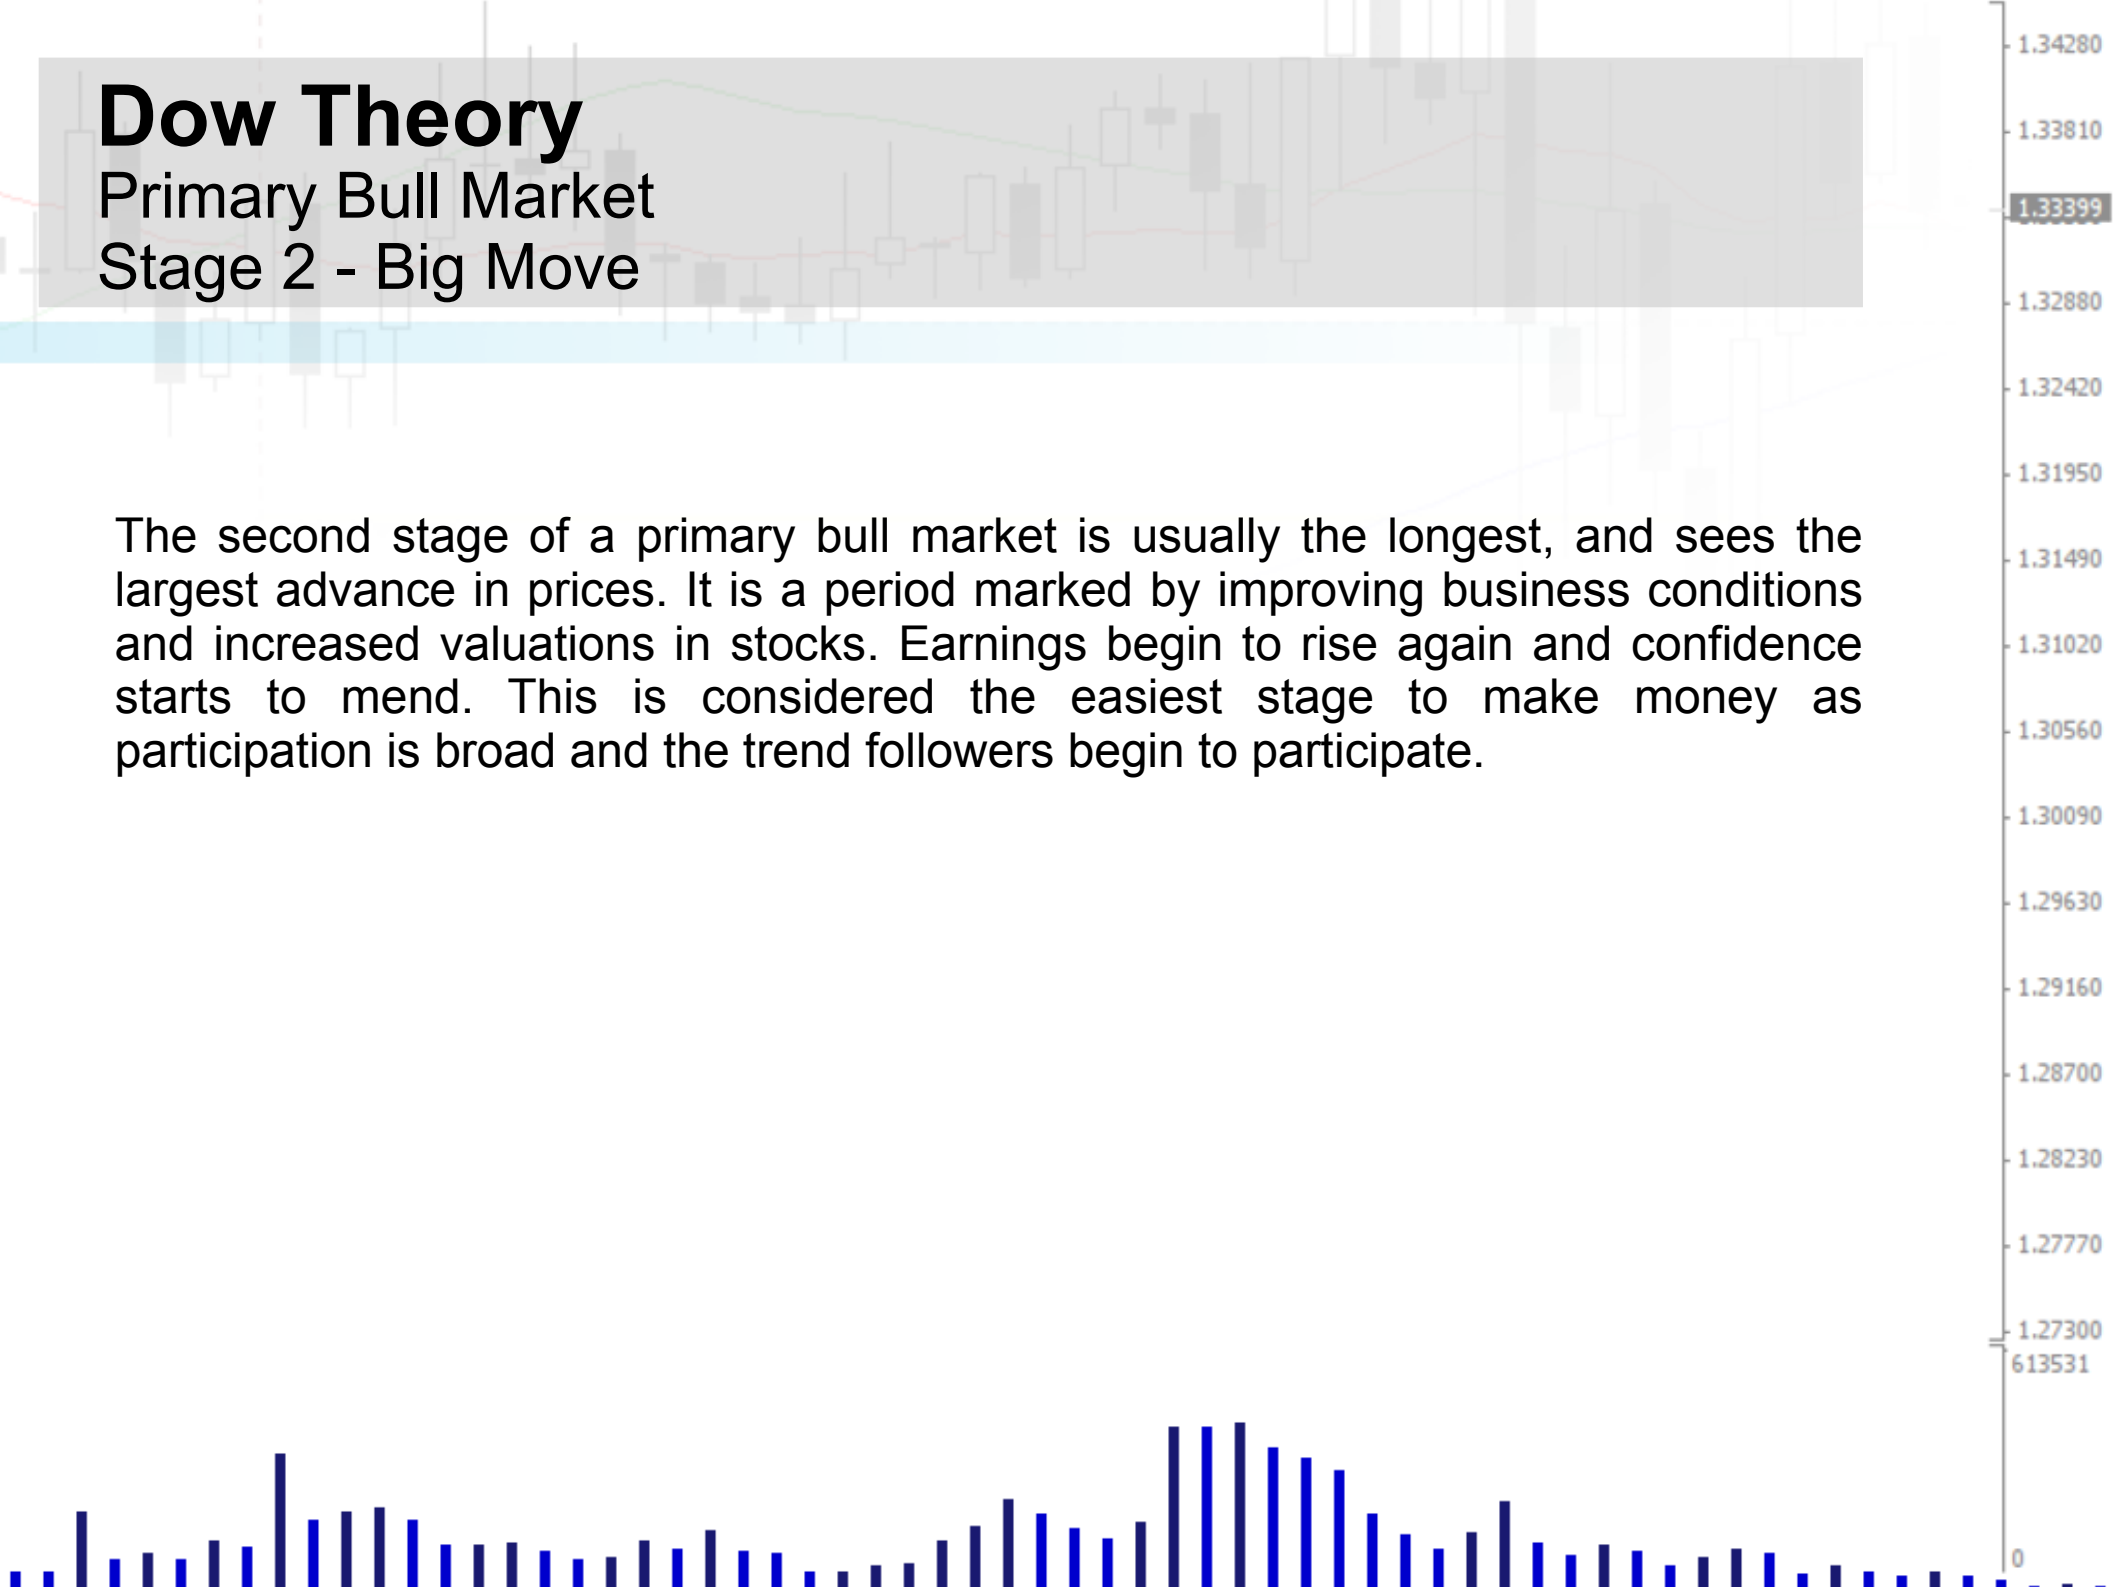 Dow Theory
Primary Bull Market
Stage 2 - Big Move
The second stage of a primary bull market is usually the longest, and sees the
largest advance in prices. It is a period marked by improving business conditions
and increased valuations in stocks. Earnings begin to rise again and confidence
starts to mend. This is considered the easiest stage to make money as
participation is broad and the trend followers begin to participate.
1.34280
1.33810
1.33399
1.32880
1.32420
1.31950
1.31490
1.31020
1.30560
1.30090
1.29630
1.29160
1.28700
1.28230
1.27770
1.27300
613531
0